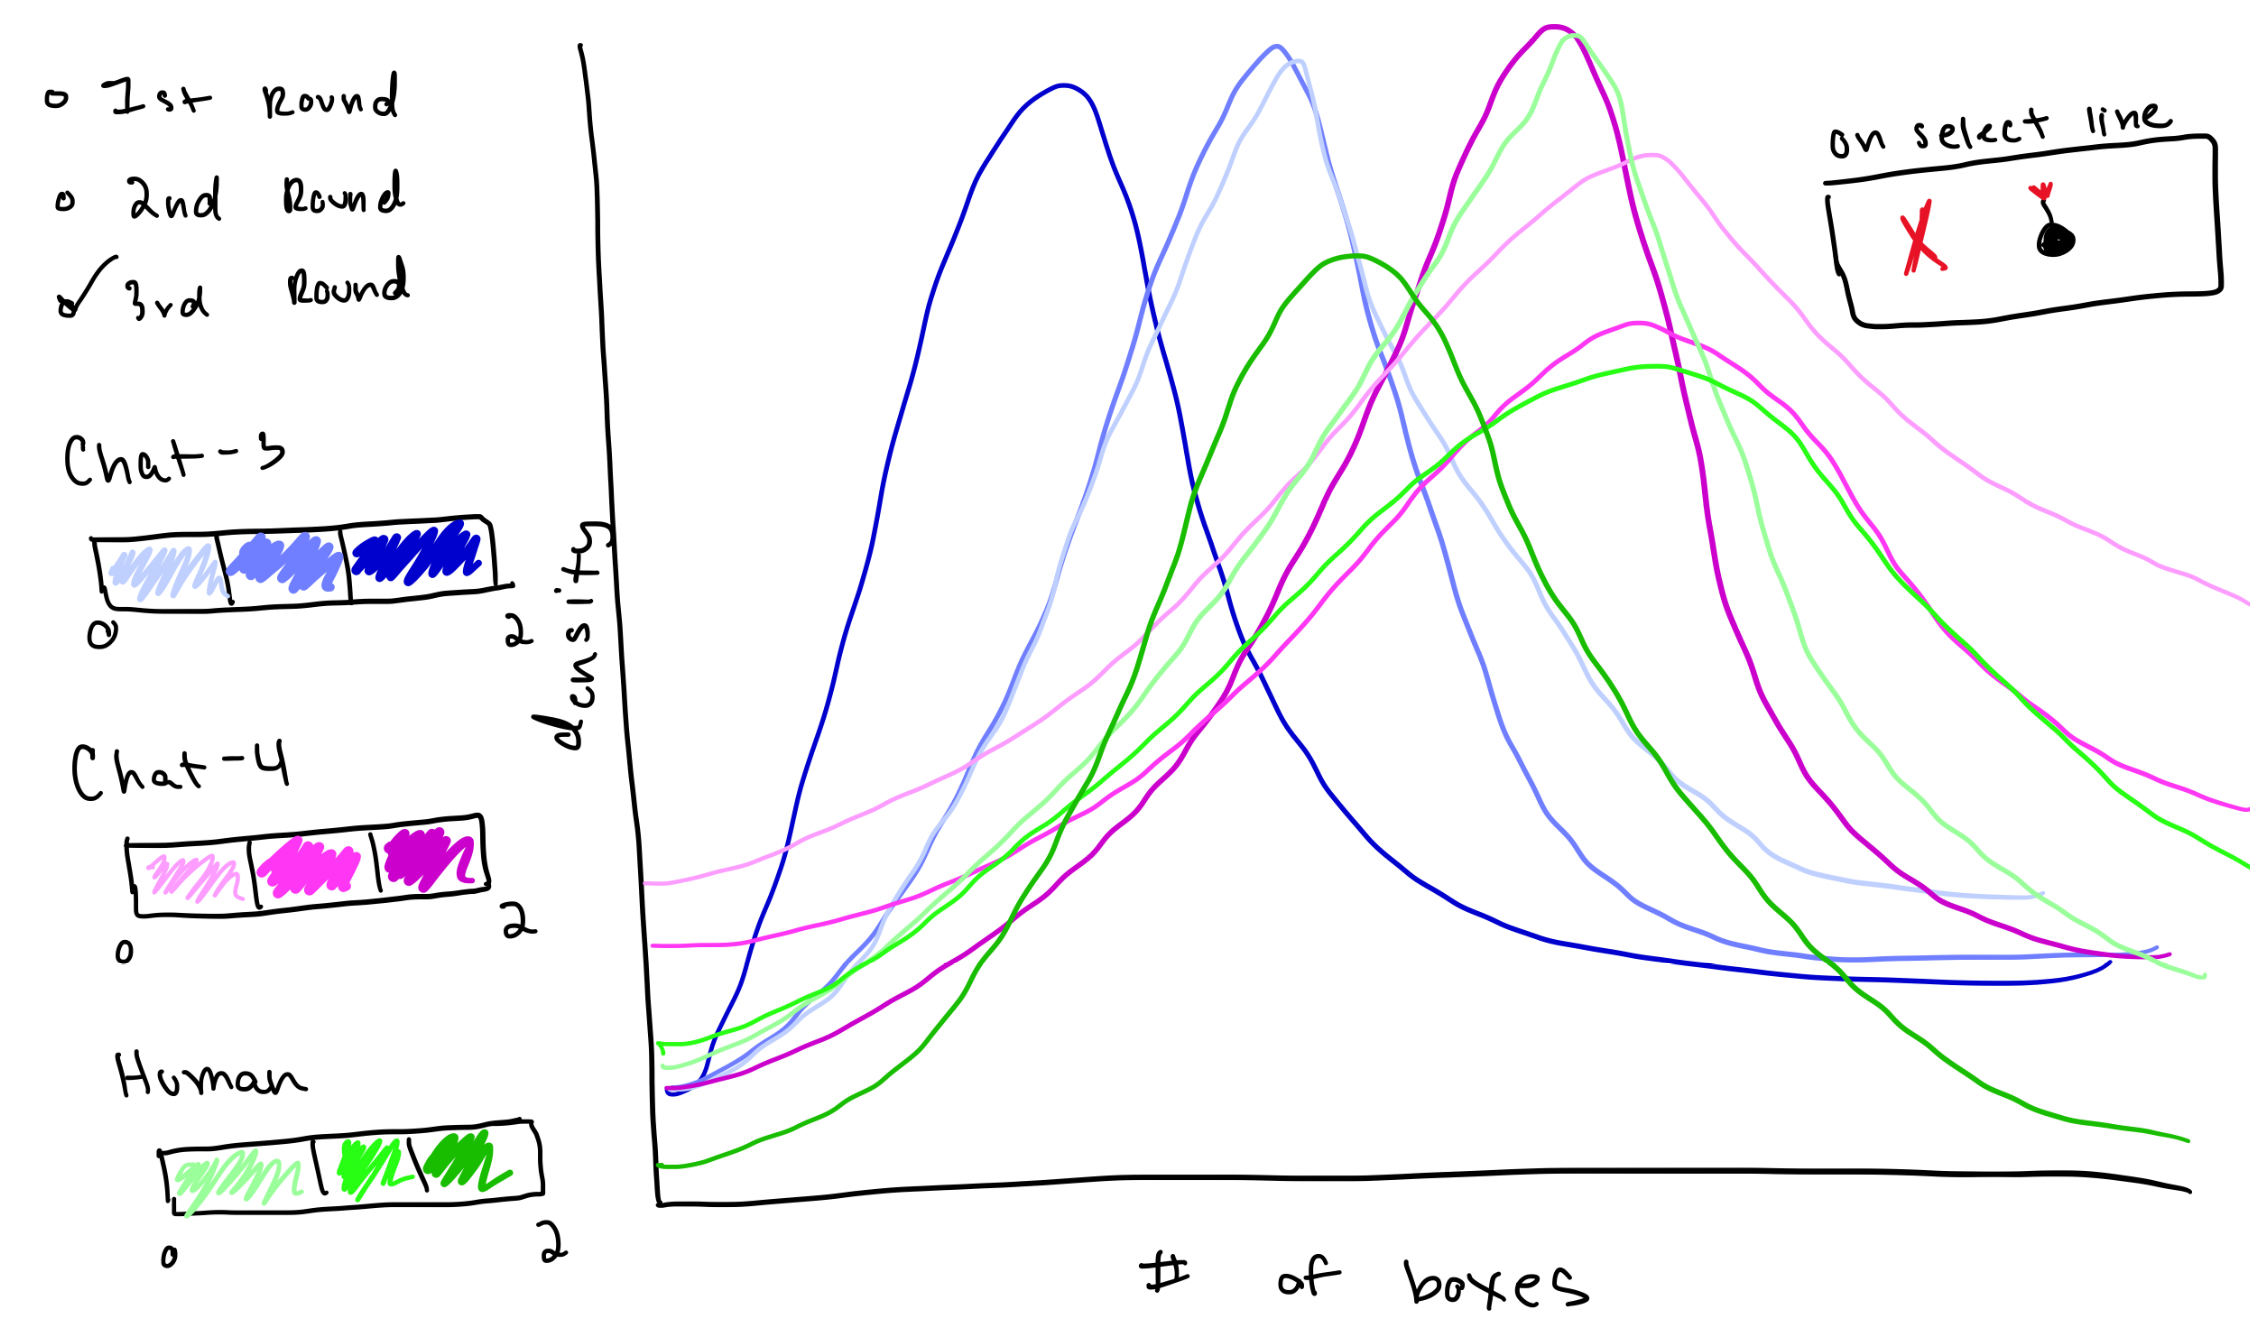 1st Round
2nd Round
3rd Round
Chat-3
0 2
Chat-4
0 2
Human
0 2
density
# of boxes
on select line